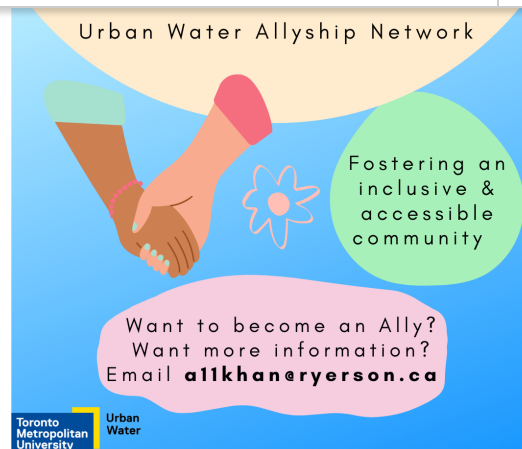 Urban Water Allyship Network
Fostering an
inclusive &
accessible
community
Want to become an Ally?
Want more information?
Email a11khan@ryerson.ca
Toronto
Metropolitan
University
Urban
Water